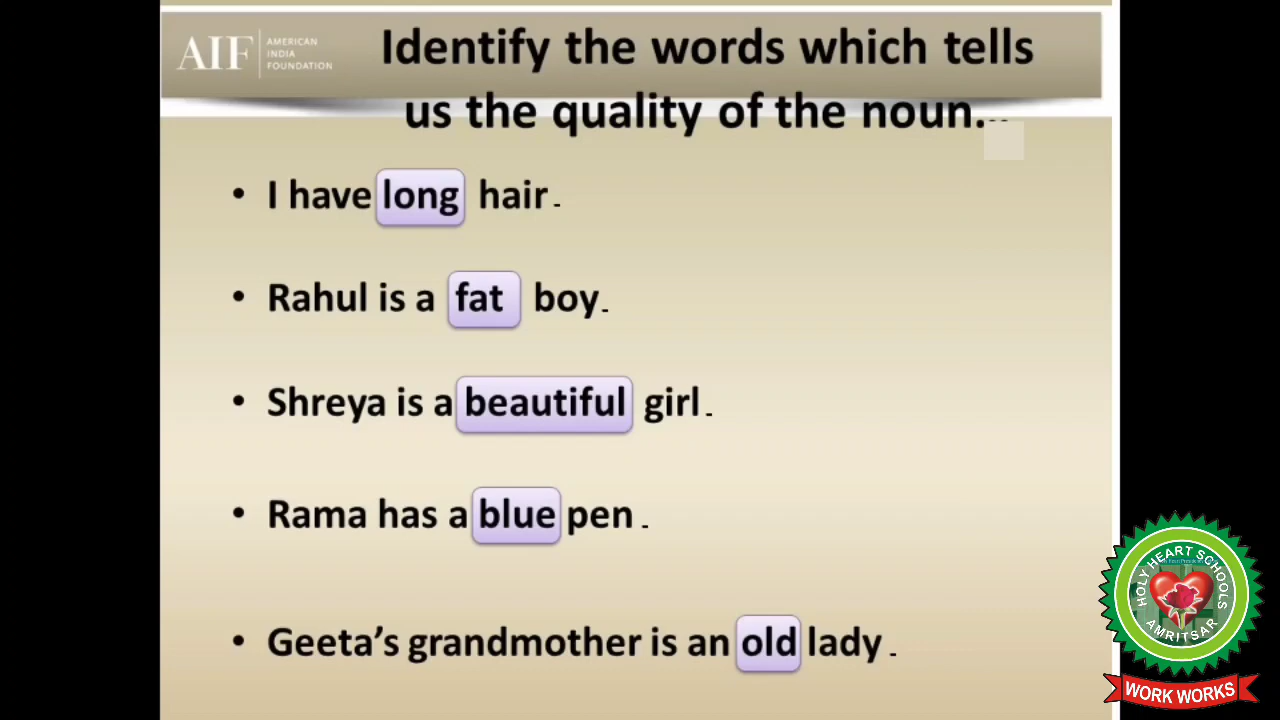 AIF AMERICAN INDIA FOUNDATION
Identify the words which tells
us the quality of the noun...
• I have long hair .
• Rahul is a fat boy.
• Shreya is a beautiful girl .
• Rama has a blue pen .
• Geeta’s grandmother is an old lady .
HOLY HEART SCHOOLS
AMRITSAR
WORK WORKS